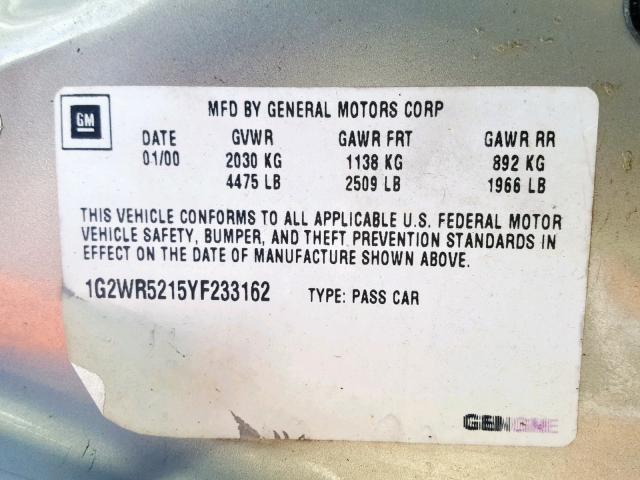 GM
MFD BY GENERAL MOTORS CORP
DATE GVWR GAWR FRT GAWR RR
01/00 2030 KG 1138 KG 892 KG
4475 LB 2509 LB 1966 LB
THIS VEHICLE CONFORMS TO ALL APPLICABLE U.S. FEDERAL MOTOR
VEHICLE SAFETY, BUMPER, AND THEFT PREVENTION STANDARDS IN
EFFECT ON THE DATE OF MANUFACTURE SHOWN ABOVE.
1G2WR5215YF233162 TYPE: PASS CAR